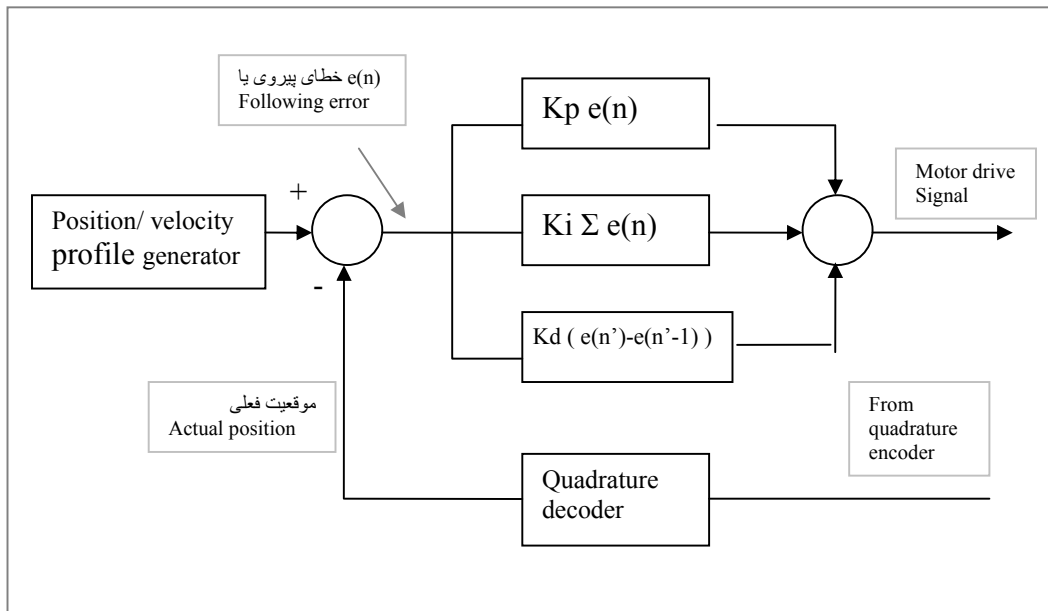 e(n) خطای پیروی یا
Following error
Kp e(n)
Motor drive
Signal
+
Position/ velocity
profile generator
Ki Σ e(n)
-
Kd ( e(n’)-e(n’-1) )
موقعیت فعلی
Actual position
From
quadrature
encoder
Quadrature
decoder